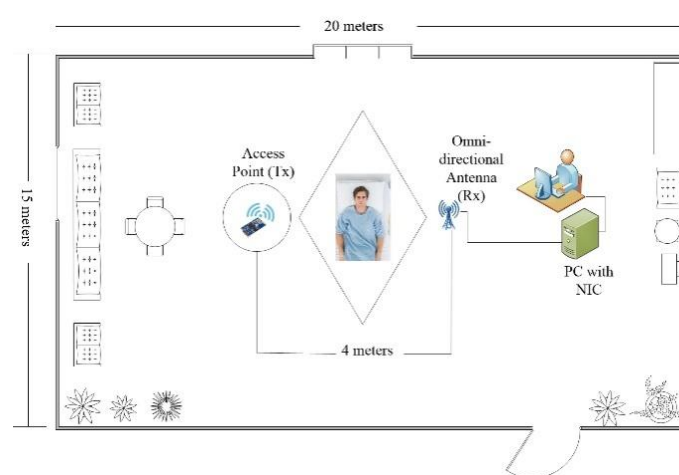 20 meters
15 meters
Access
Point (Tx)
Omni-
directional
Antenna
(Rx)
PC with
NIC
4 meters